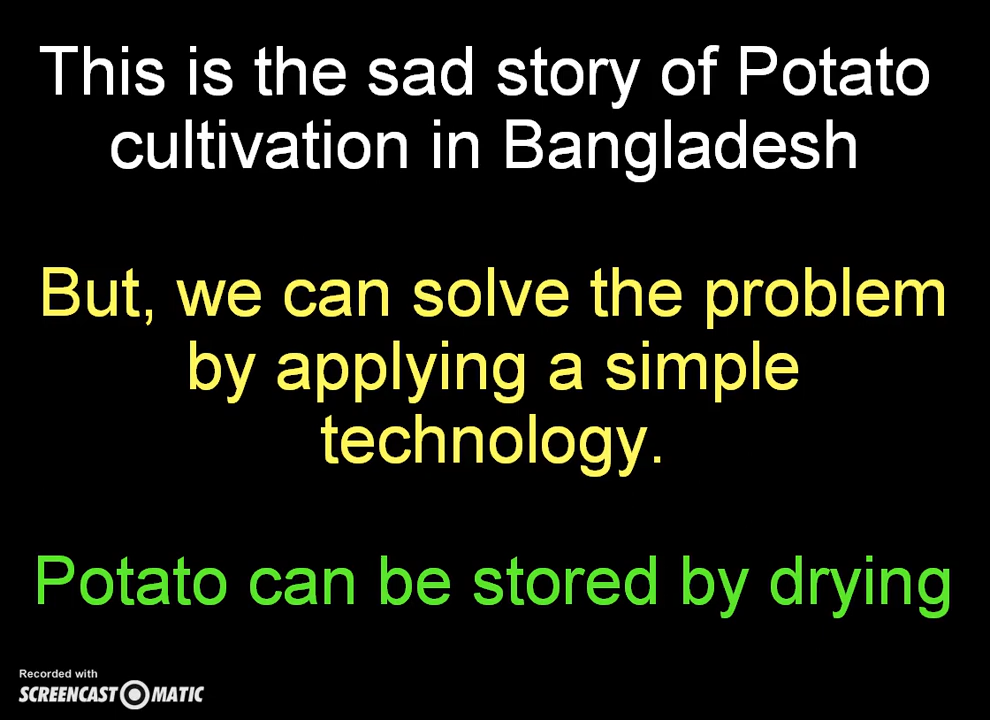 This is the sad story of Potato
cultivation in Bangladesh
But, we can solve the problem
by applying a simple
technology.
Potato can be stored by drying
Recorded with
SCREENCAST MATIC